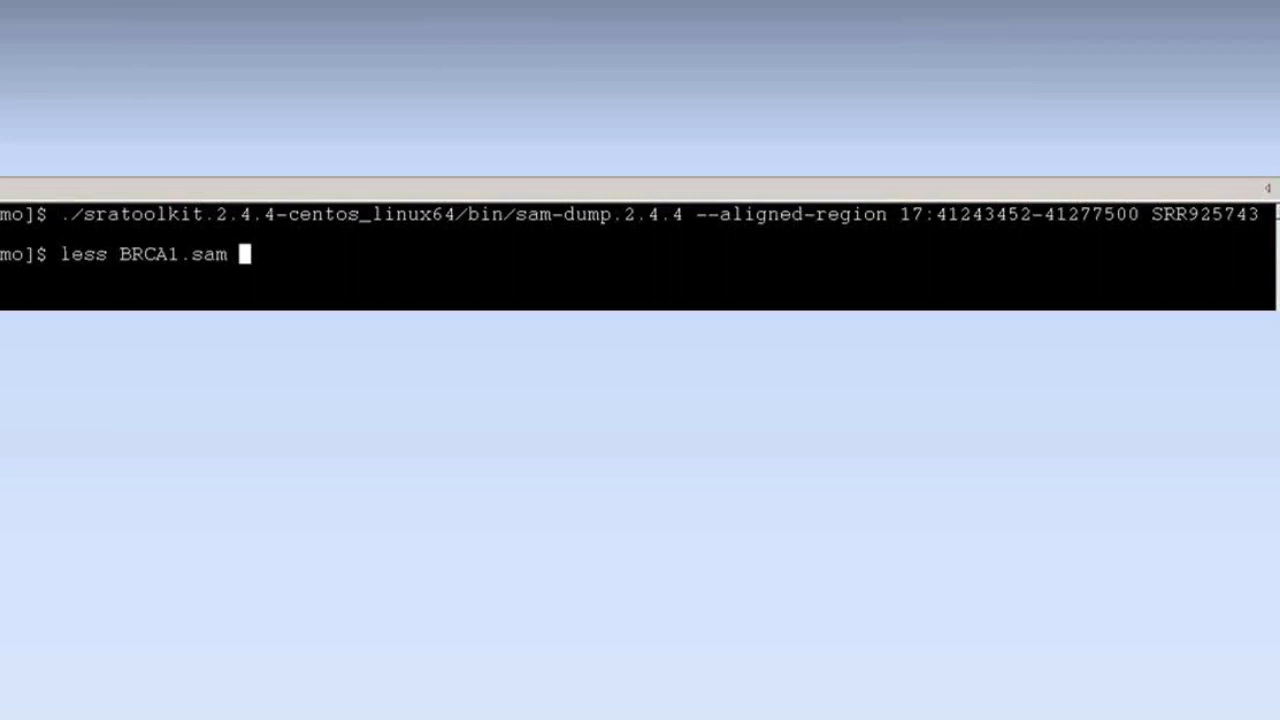 4
mo]$ ./sratoolkit.2.4.4-centos_linux64/bin/sam-dump.2.4.4 --aligned-region 17:41243452-41277500 SRR925743
mo]$ less BRCA1.sam